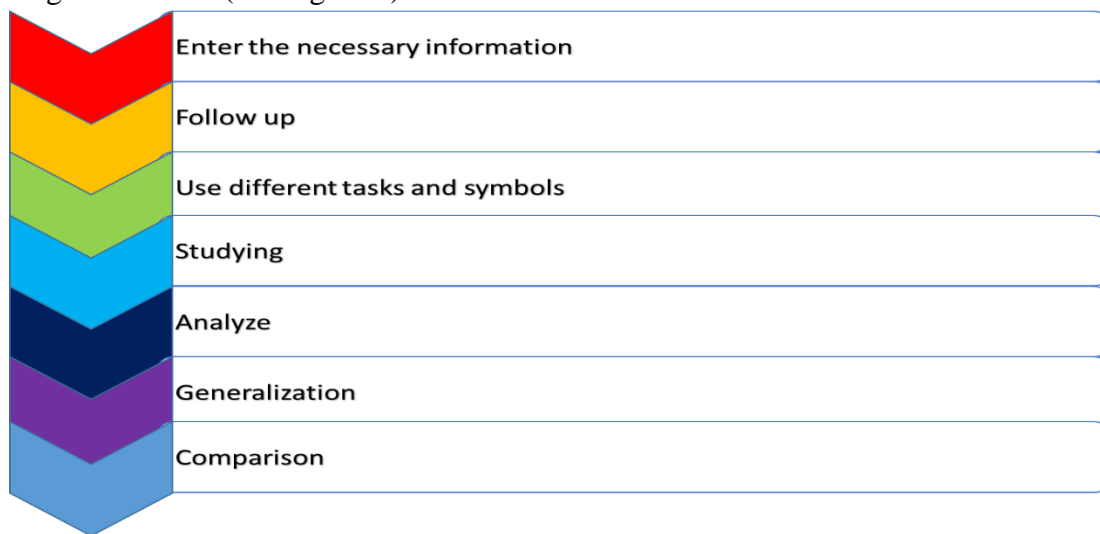 Enter the necessary information
Follow up
Use different tasks and symbols
Studying
Analyze
Generalization
Comparison